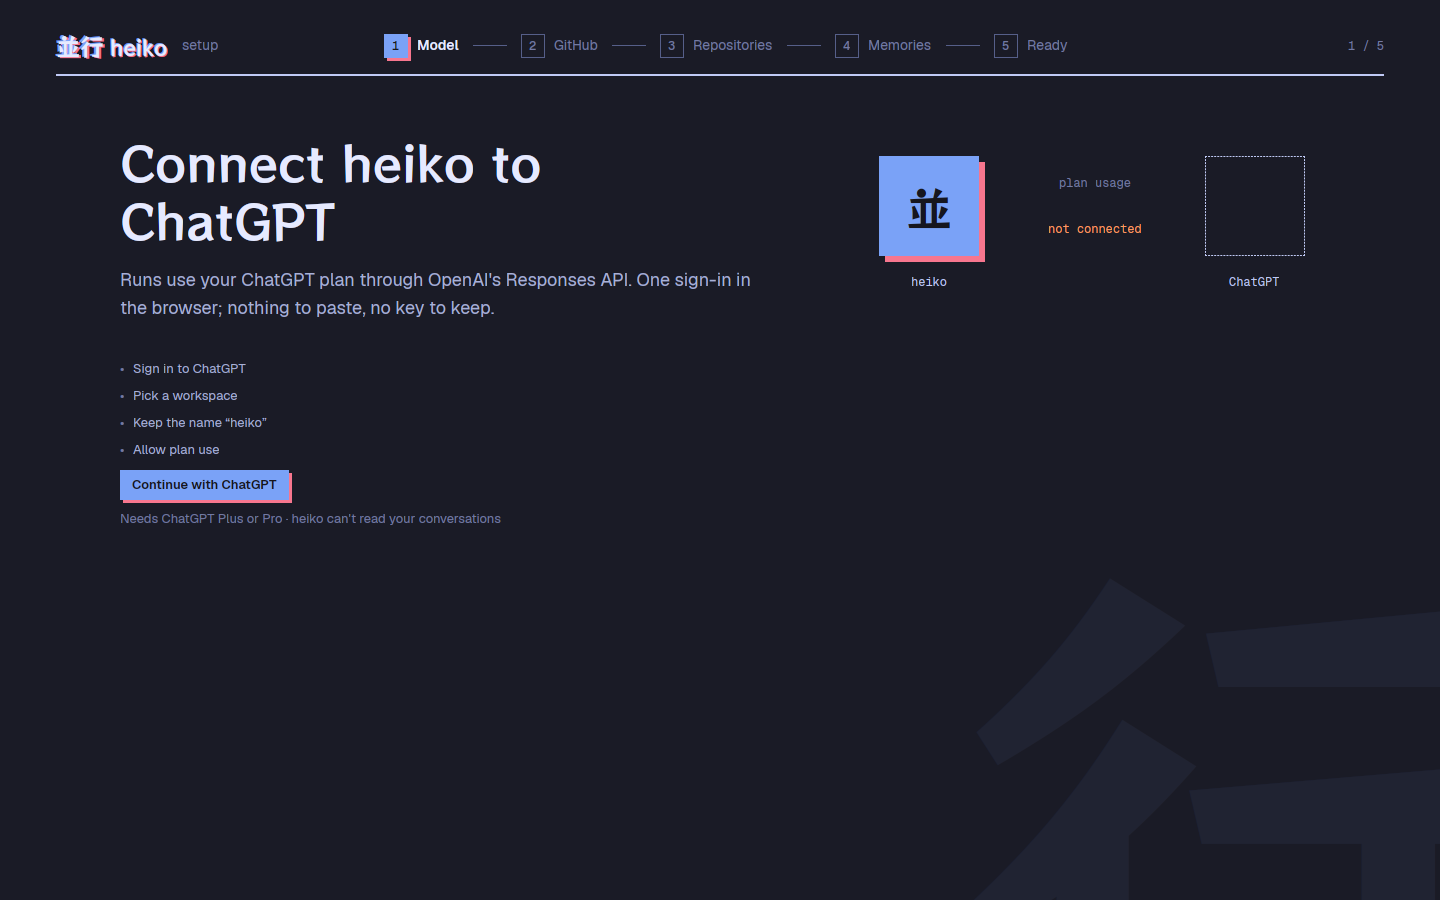 並行 heiko setup
1 Model 2 GitHub 3 Repositories 4 Memories 5 Ready
1 / 5
Connect heiko to
ChatGPT
Runs use your ChatGPT plan through OpenAI's Responses API. One sign-in in
the browser; nothing to paste, no key to keep.
• Sign in to ChatGPT
• Pick a workspace
• Keep the name “heiko”
• Allow plan use
Continue with ChatGPT
Needs ChatGPT Plus or Pro · heiko can't read your conversations
並
heiko
plan usage
not connected
ChatGPT
行